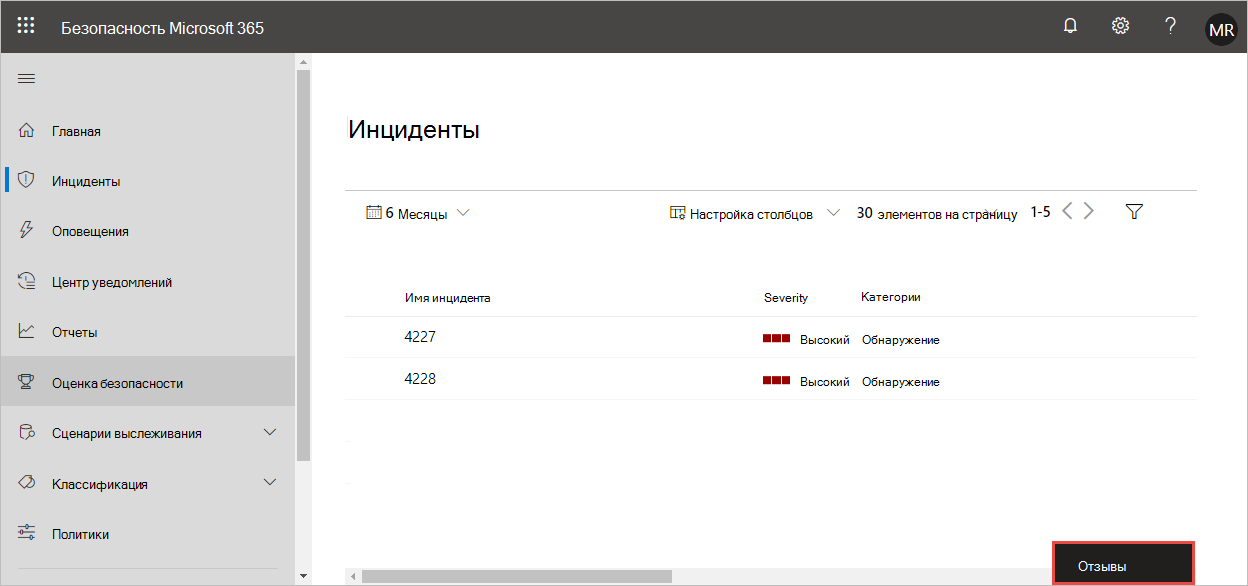 Безопасность Microsoft 365
?
MR
Главная
Инциденты
Оповещения
Центр уведомлений
Отчеты
Оценка безопасности
Сценарии выслеживания
Классификация
Политики
Инциденты
6 Месяцы
Настройка столбцов
30 элементов на страницу
1-5
Имя инцидента Severity Категории
4227 Высокий Обнаружение
4228 Высокий Обнаружение
Отзывы